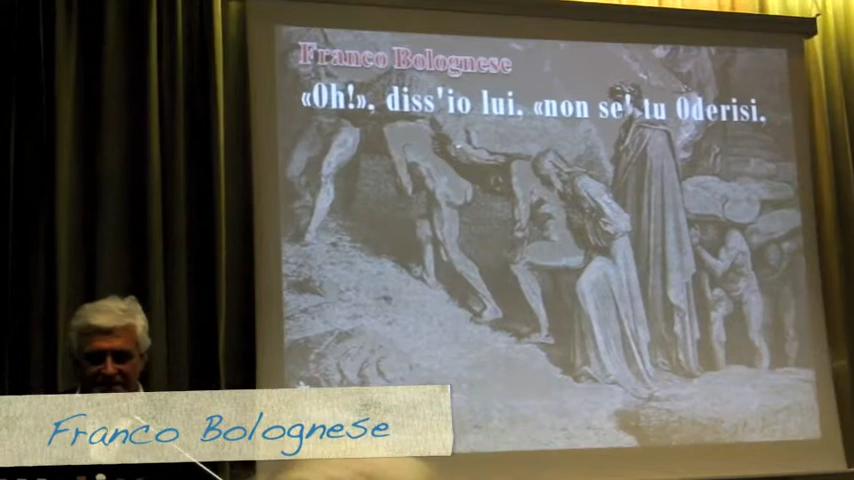 Franco Bolognese
«Oh!», diss'io lui, «non se' tu Oderisi,
Franco Bolognese